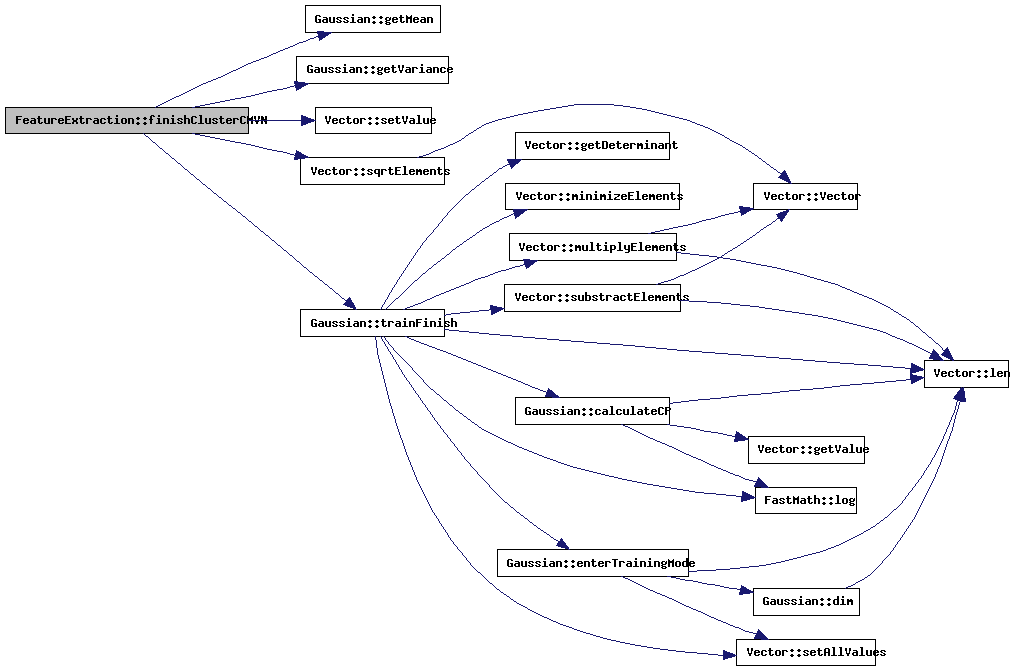 Gaussian::getMean
Gaussian::getVariance
FeatureExtraction::finishClusterCMVN
Vector::setValue
Vector::getDeterminant
Vector::sqrtElements
Vector::minimizeElements
Vector::Vector
Vector::multiplyElements
Vector::substractElements
Gaussian::trainFinish
Vector::len
Gaussian::calculateCP
Vector::getValue
FastMath::log
Gaussian::enterTrainingMode
Gaussian::dim
Vector::setAllValues